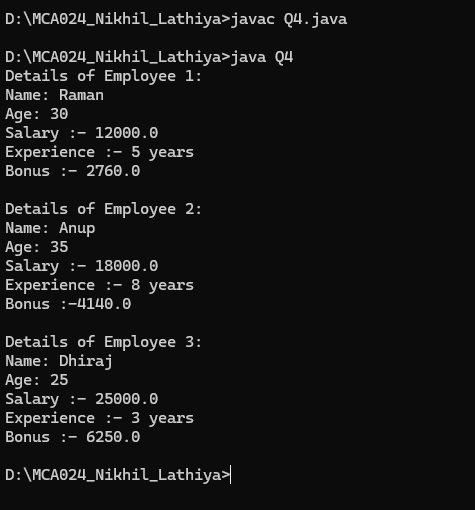 D:\MCA024_Nikhil_Lathiya>javac Q4.java
D:\MCA024_Nikhil_Lathiya>java Q4
Details of Employee 1:
Name: Raman
Age: 30
Salary :- 12000.0
Experience :- 5 years
Bonus :- 2760.0
Details of Employee 2:
Name: Anup
Age: 35
Salary :- 18000.0
Experience :- 8 years
Bonus :-4140.0
Details of Employee 3:
Name: Dhiraj
Age: 25
Salary :- 25000.0
Experience :- 3 years
Bonus :- 6250.0
D:\MCA024_Nikhil_Lathiya>